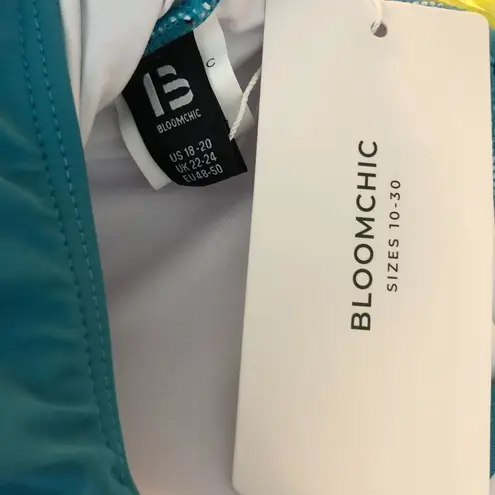 C
B
BLOOMCHIC
US 18-20
UK 22-24
EU 48-50
BLOOMCHIC
SIZES 10-30